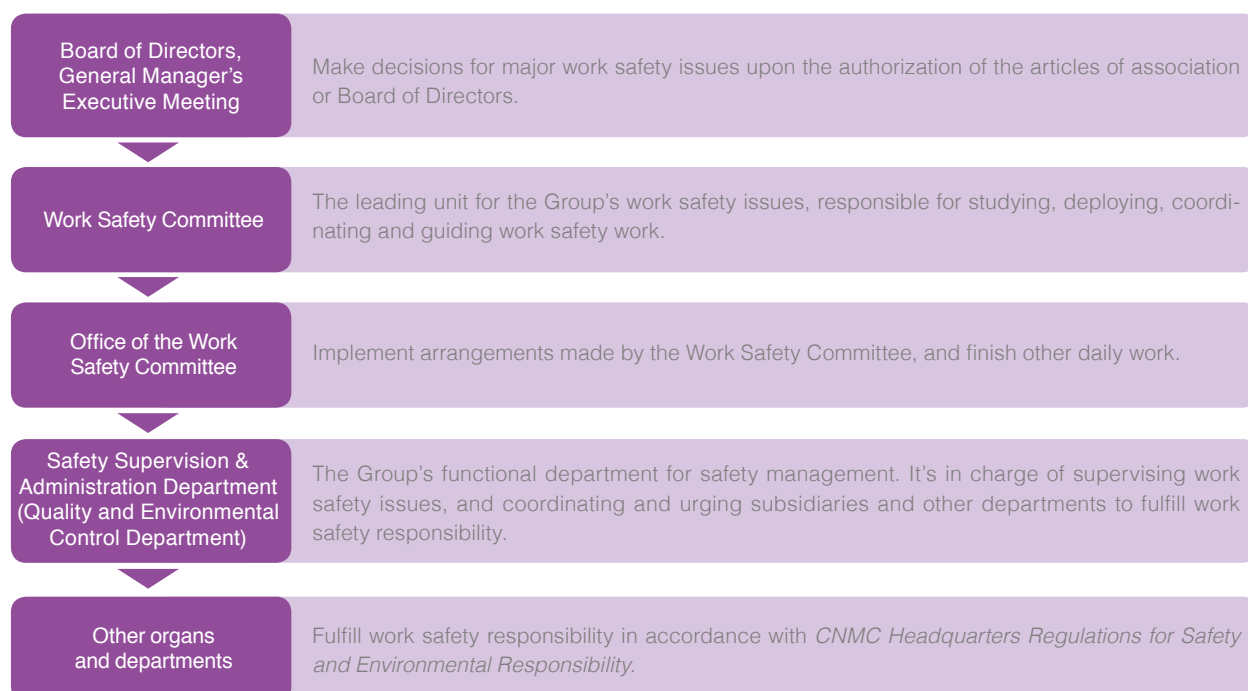 Board of Directors,
General Manager's
Executive Meeting
Make decisions for major work safety issues upon the authorization of the articles of association
or Board of Directors.
Work Safety Committee
The leading unit for the Group's work safety issues, responsible for studying, deploying, coordi-
nating and guiding work safety work.
Office of the Work
Safety Committee
Implement arrangements made by the Work Safety Committee, and finish other daily work.
Safety Supervision &
Administration Department
(Quality and Environmental
Control Department)
The Group's functional department for safety management. It's in charge of supervising work
safety issues, and coordinating and urging subsidiaries and other departments to fulfill work
safety responsibility.
Other organs
and departments
Fulfill work safety responsibility in accordance with CNMC Headquarters Regulations for Safety
and Environmental Responsibility.